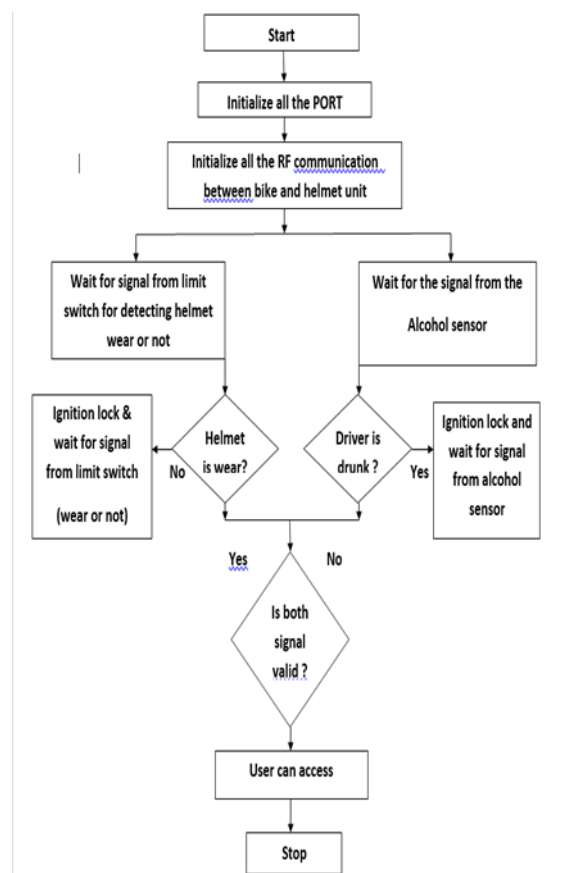 Start
Initialize all the PORT
Initialize all the RF communication
between bike and helmet unit
Wait for signal from limit
switch for detecting helmet
wear or not
Wait for the signal from the
Alcohol sensor
Ignition lock &
wait for signal
from limit switch
(wear or not)
No
Helmet
is wear?
Driver is
drunk ?
Yes
Ignition lock and
wait for signal
from alcohol
sensor
Yes
No
Is both
signal
valid ?
User can access
Stop